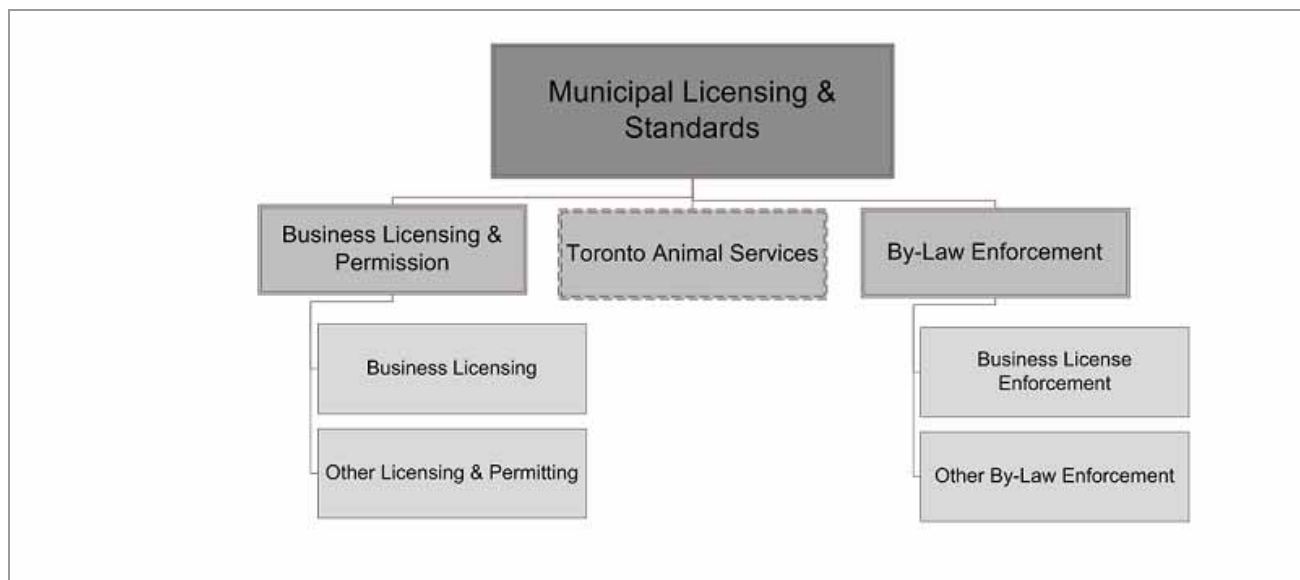 Municipal Licensing &
Standards
Business Licensing &
Permission
Toronto Animal Services
By-Law Enforcement
Business Licensing
Business License
Enforcement
Other Licensing & Permitting
Other By-Law Enforcement